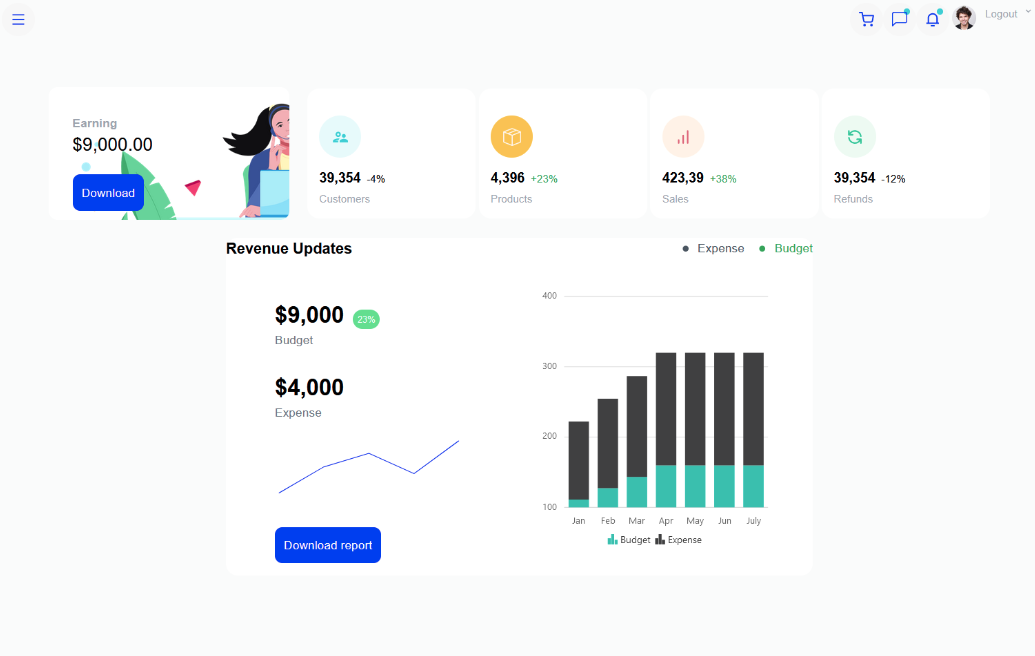 Logout
Earning
$9,000.00
Download
39,354 -4%
Customers
4,396 +23%
Products
423,39 +38%
Sales
39,354 -12%
Refunds
Revenue Updates
Expense
Budget
$9,000 23%
Budget
$4,000
Expense
Download report
400
300
200
100
Jan Feb Mar Apr May Jun July
Budget Expense